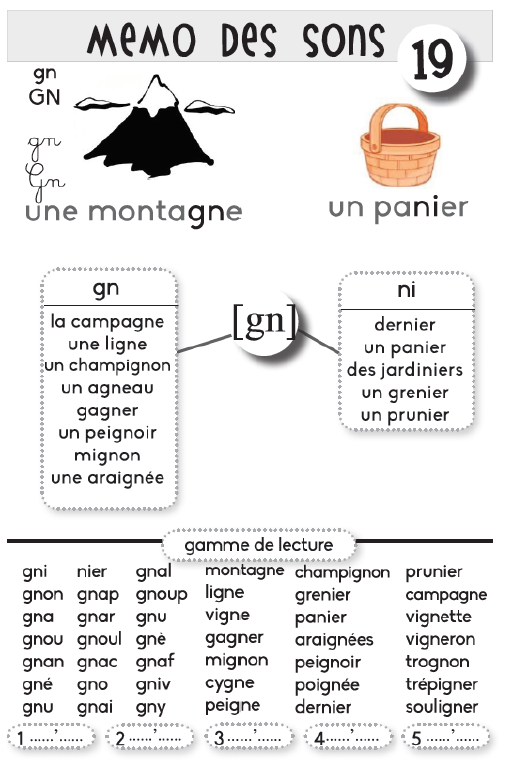 MEMO DES SONS
19
gn
GN
gn
Gn
une montagne
un panier
gn
la campagne
une ligne
un champignon
un agneau
gagner
un peignoir
mignon
une araignée
[gn]
ni
dernier
un panier
des jardiniers
un grenier
un prunier
gamme de lecture
gni nier gnal montagne champignon prunier
gnon gnap gnoup ligne grenier campagne
gna gnar gnu vigne panier vignette
gnou gnoul gnè gagner araignées vigneron
gnan gnac gnaf mignon peignoir trognon
gné gno gniv cygne poignée trépigner
gnu gnai gny peigne dernier souligner
1 ......’...... 2 ......’...... 3 ......’...... 4......’...... 5 ......’......